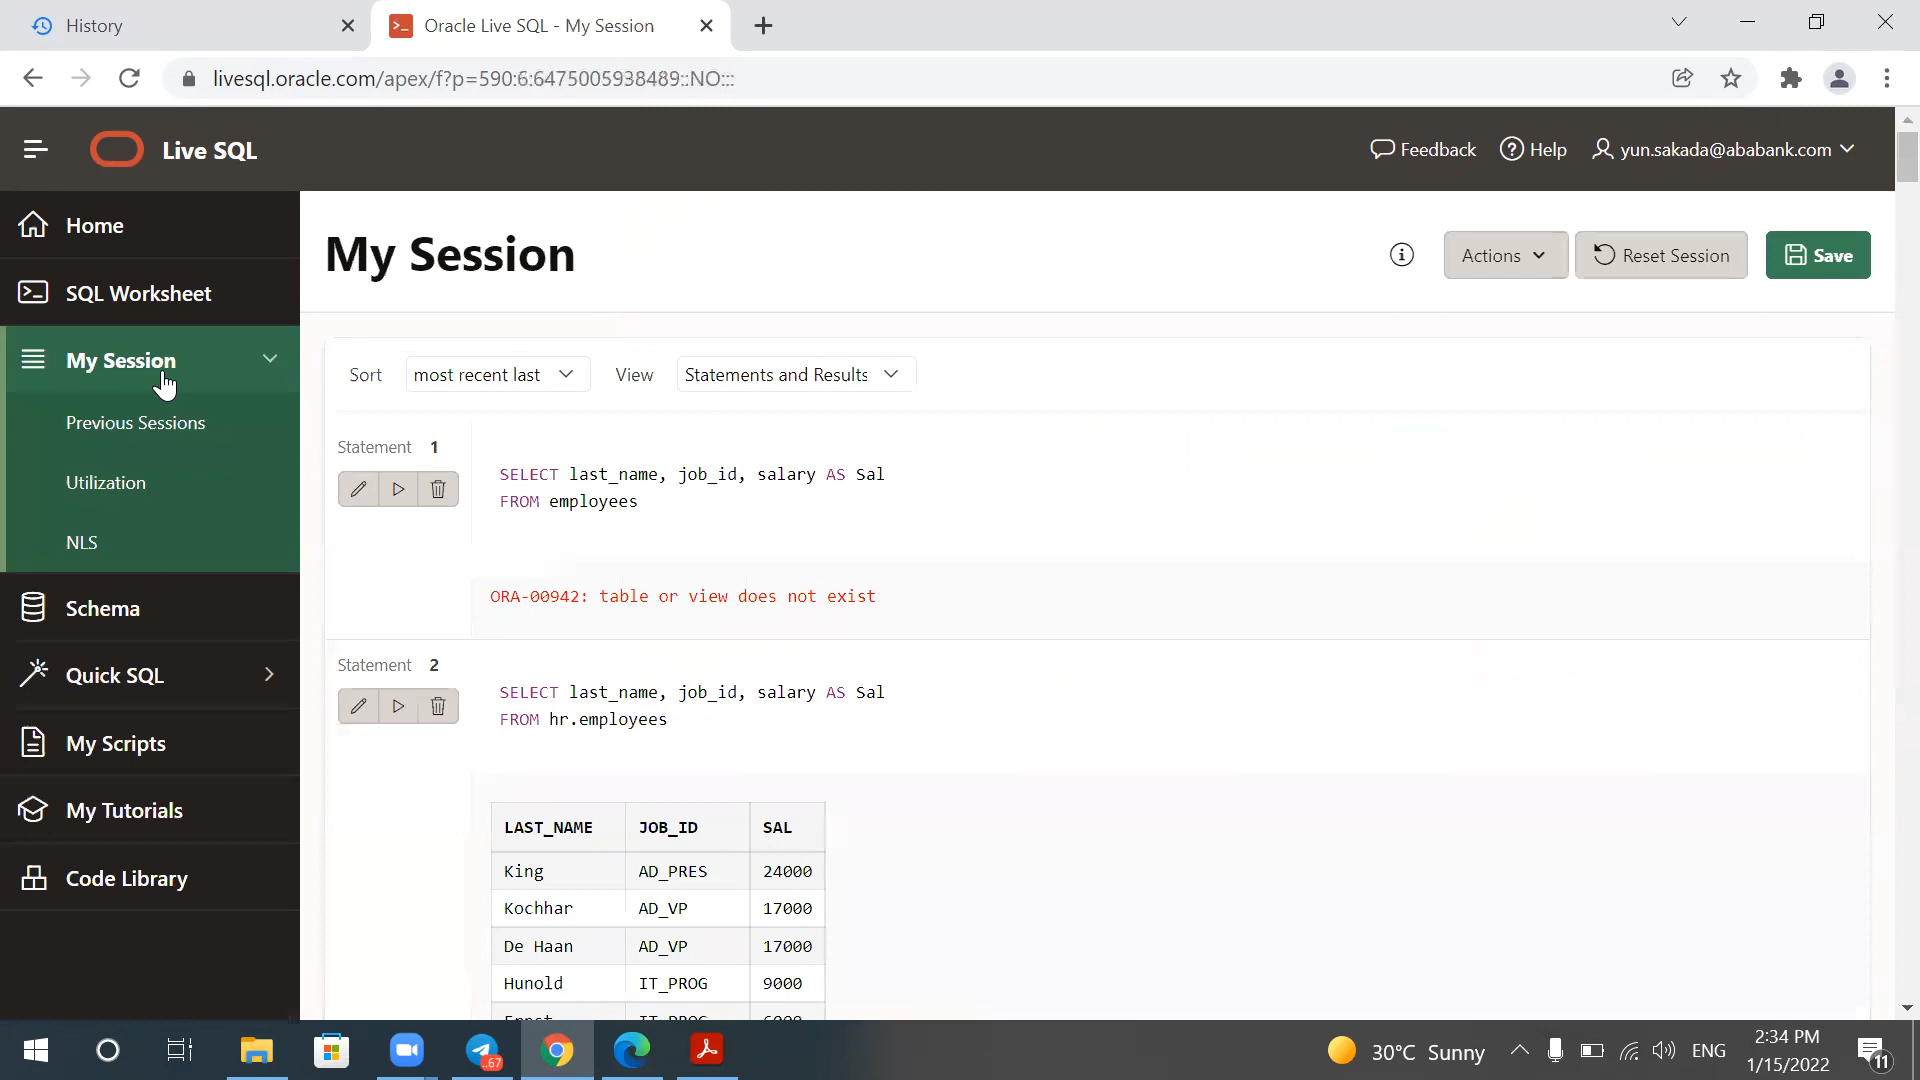 History
Oracle Live SQL - My Session
livesql.oracle.com/apex/f?p=590:6:6475005938489::NO:::
Live SQL
Feedback
Help
yun.sakada@ababank.com
Home
SQL Worksheet
My Session
Previous Sessions
Utilization
NLS
Schema
Quick SQL
My Scripts
My Tutorials
Code Library
My Session
Actions
Reset Session
Save
Sort most recent last View Statements and Results
Statement 1
SELECT last_name, job_id, salary AS Sal
FROM employees
ORA-00942: table or view does not exist
Statement 2
SELECT last_name, job_id, salary AS Sal
FROM hr.employees
LAST_NAME JOB_ID SAL
King AD_PRES 24000
Kochhar AD_VP 17000
De Haan AD_VP 17000
Hunold IT_PROG 9000
Ernst IT_PROG 6000
67
30°C Sunny
ENG
2:34 PM
1/15/2022
11